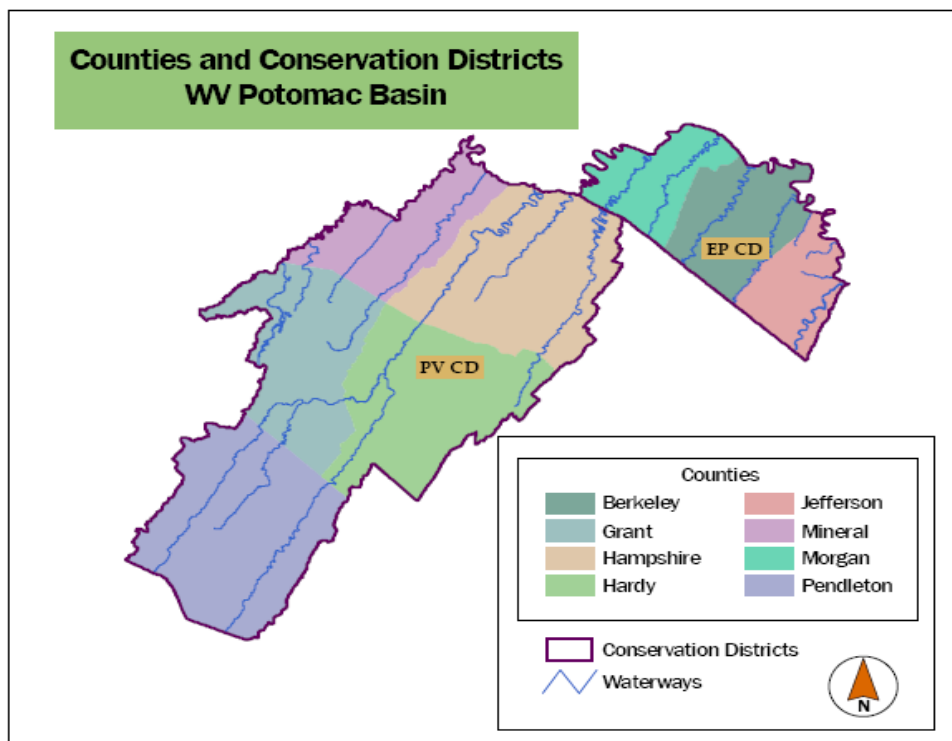 Counties and Conservation Districts
WV Potomac Basin
EP CD
PV CD
Counties
Berkeley
Grant
Hampshire
Hardy
Jefferson
Mineral
Morgan
Pendleton
Conservation Districts
Waterways
N